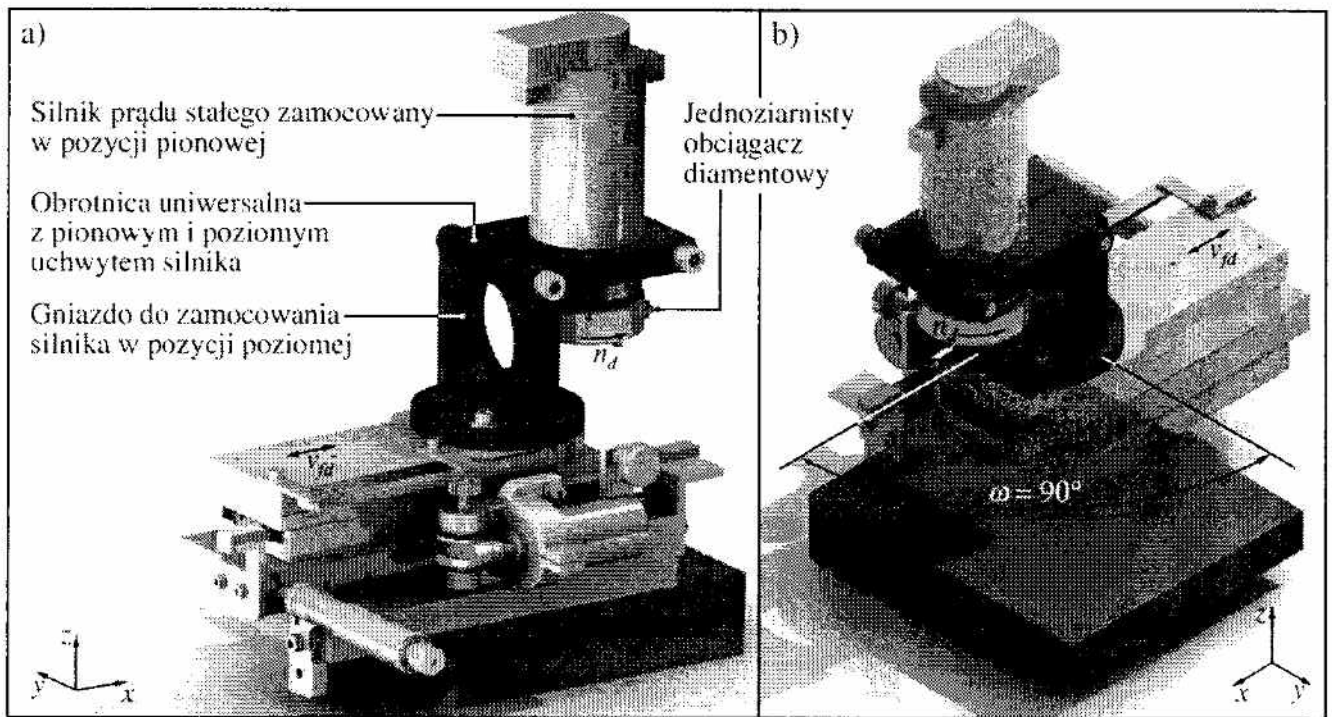 a)
Silnik prądu stałego zamocowany
w pozycji pionowej
Obrotnica uniwersalna
z pionowym i poziomym
uchwytem silnika
Gniazdo do zamocowania
silnika w pozycji poziomej
Jednoziarnisty
obciągacz
diamentowy
n_d
v_fd
z
y
x
b)
v_fd
n
ω = 90°
z
x
y